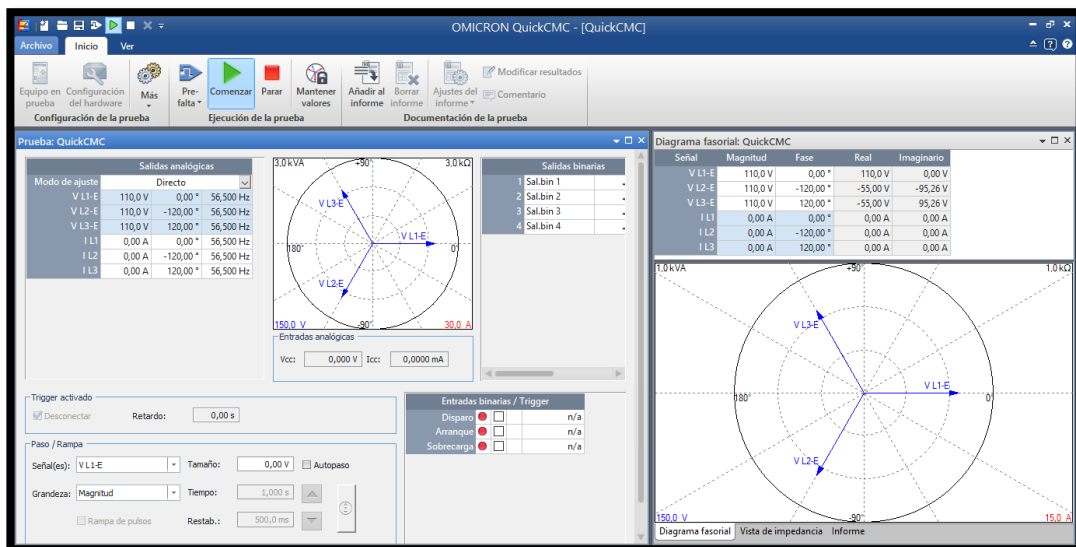 OMICRON QuickCMC - [QuickCMC]
Archivo Inicio Ver
Equipo en prueba
Configuración del hardware
Más
Configuración de la prueba
Pre-falta
Comenzar
Parar
Mantener valores
Ejecución de la prueba
Añadir al informe
Borrar informe
Ajustes del informe
Modificar resultados
Comentario
Documentación de la prueba
Prueba: QuickCMC
Salidas analógicas
Modo de ajuste Directo
V L1-E 110,0 V 0,00 ° 56,500 Hz
V L2-E 110,0 V -120,00 ° 56,500 Hz
V L3-E 110,0 V 120,00 ° 56,500 Hz
I L1 0,00 A 0,00 ° 56,500 Hz
I L2 0,00 A -120,00 ° 56,500 Hz
I L3 0,00 A 120,00 ° 56,500 Hz
3,0 kVA +90° 3,0 kΩ
V L3-E
V L1-E
180° 0°
V L2-E
150,0 V -90° 30,0 A
Entradas analógicas
Vcc: 0,000 V Icc: 0,0000 mA
Salidas binarias
1 Sal.bin 1
2 Sal.bin 2
3 Sal.bin 3
4 Sal.bin 4
Trigger activado
Desconectar Retardo: 0,00 s
Paso / Rampa
Señal(es): V L1-E Tamaño: 0,00 V Autopaso
Grandeza: Magnitud Tiempo: 1,000 s
Rampa de pulsos Restab.: 500,0 ms
Entradas binarias / Trigger
Disparo n/a
Arranque n/a
Sobrecarga n/a
Diagrama fasorial: QuickCMC
Señal Magnitud Fase Real Imaginario
V L1-E 110,0 V 0,00 ° 110,0 V 0,00 V
V L2-E 110,0 V -120,00 ° -55,00 V -95,26 V
V L3-E 110,0 V 120,00 ° -55,00 V 95,26 V
I L1 0,00 A 0,00 ° 0,00 A 0,00 A
I L2 0,00 A -120,00 ° 0,00 A 0,00 A
I L3 0,00 A 120,00 ° 0,00 A 0,00 A
1,0 kVA +90° 1,0 kΩ
V L3-E
V L1-E
180° 0°
V L2-E
150,0 V -90° 15,0 A
Diagrama fasorial Vista de impedancia Informe